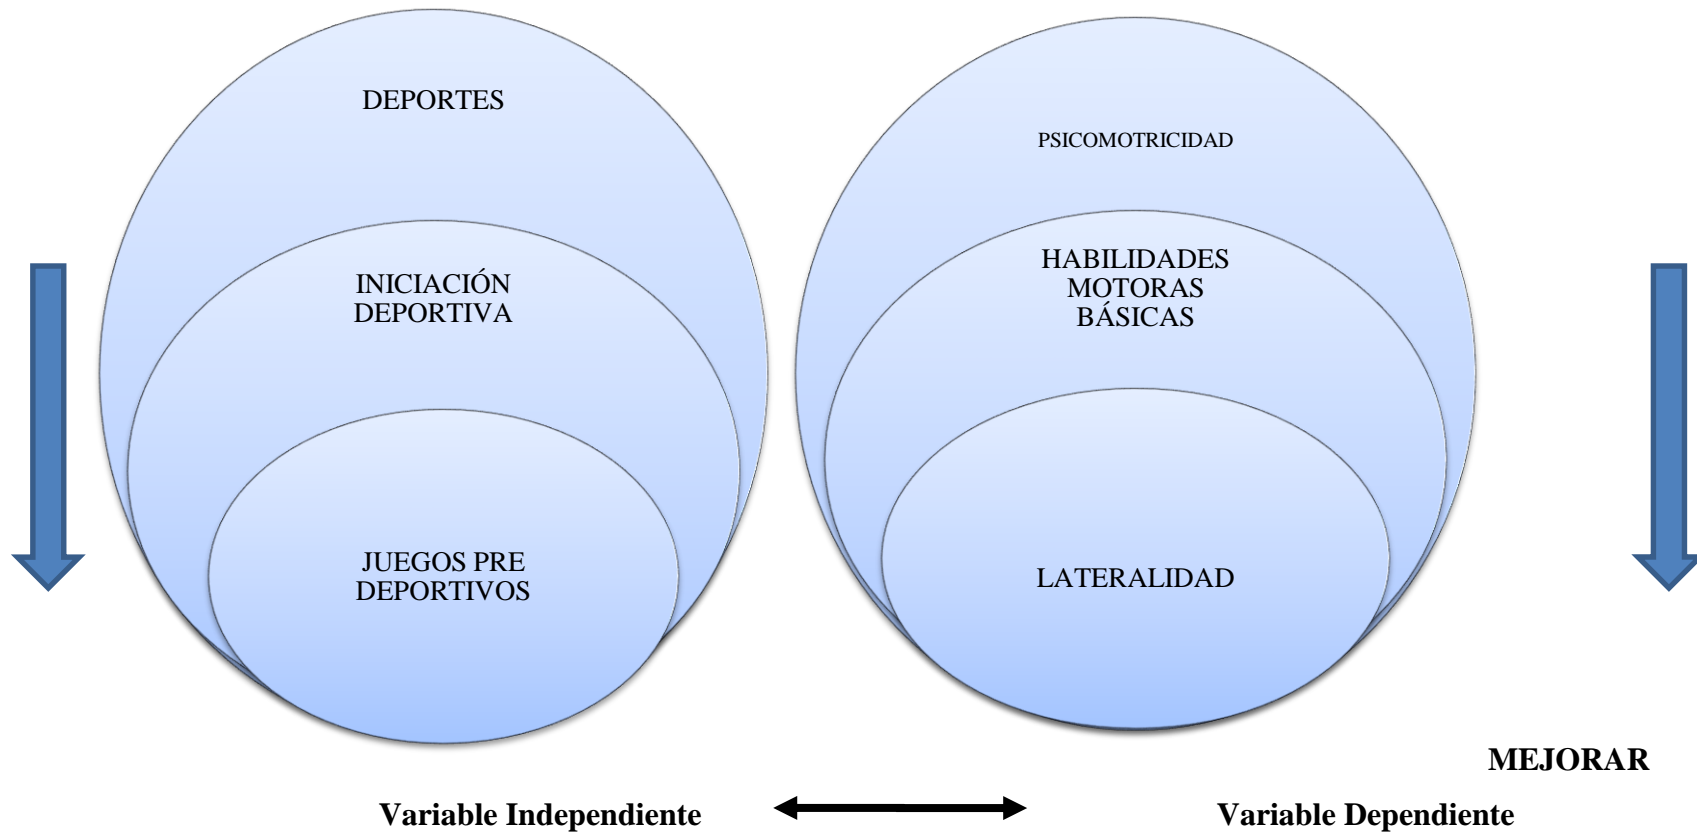 DEPORTES
INICIACIÓN
DEPORTIVA
JUEGOS PRE
DEPORTIVOS
PSICOMOTRICIDAD
HABILIDADES
MOTORAS
BÁSICAS
LATERALIDAD
MEJORAR
Variable Independiente
Variable Dependiente